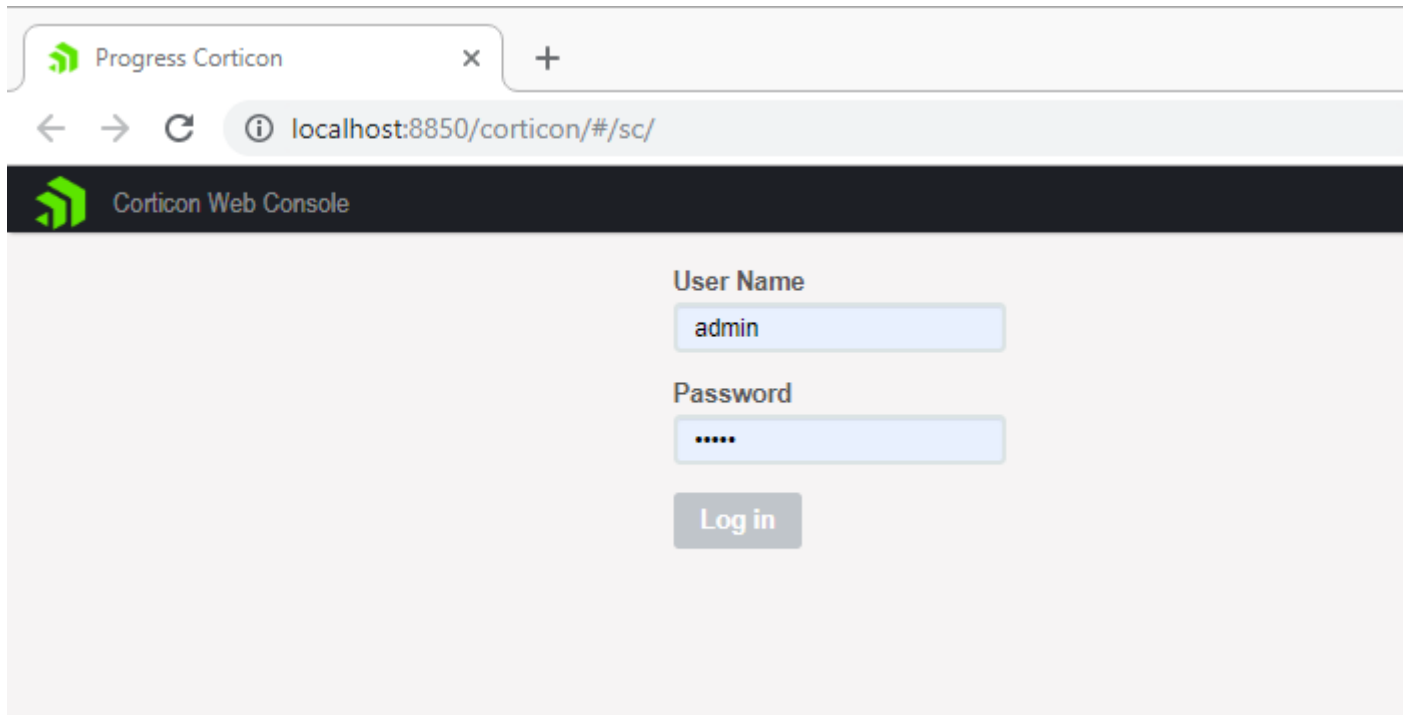 Progress Corticon
localhost:8850/corticon/#/sc/
Corticon Web Console
User Name
admin
Password
•••••
Log in